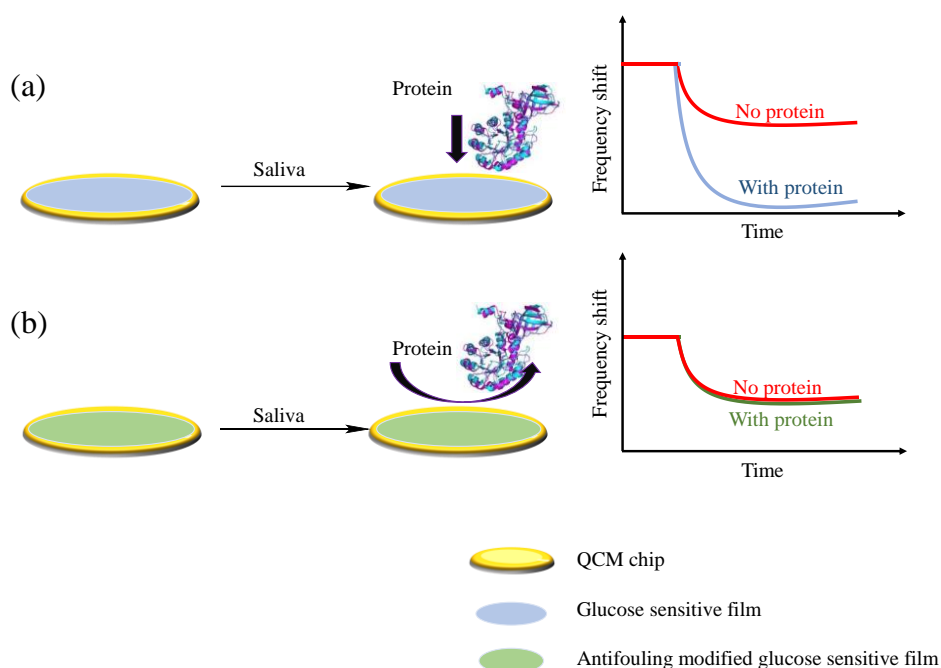 (a)
Protein
Saliva
Frequency shift
No protein
With protein
Time
(b)
Protein
Saliva
Frequency shift
No protein
With protein
Time
QCM chip
Glucose sensitive film
Antifouling modified glucose sensitive film